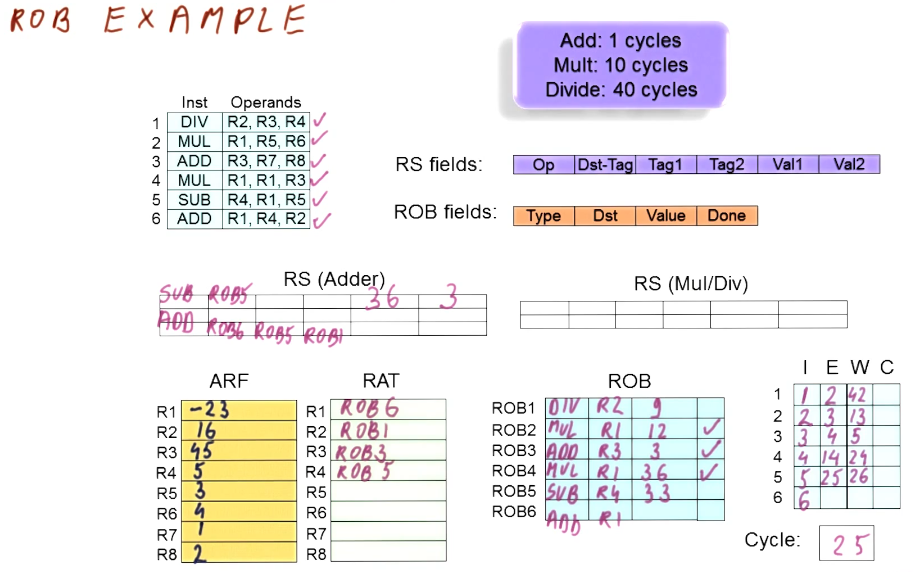 ROB EXAMPLE
Add: 1 cycles
Mult: 10 cycles
Divide: 40 cycles
Inst Operands
1 DIV R2, R3, R4 ✓
2 MUL R1, R5, R6 ✓
3 ADD R3, R7, R8 ✓
4 MUL R1, R1, R3 ✓
5 SUB R4, R1, R5 ✓
6 ADD R1, R4, R2 ✓
RS fields: Op Dst-Tag Tag1 Tag2 Val1 Val2
ROB fields: Type Dst Value Done
RS (Adder)
SUB ROB5 36 3
ADD ROB6 ROB5 ROB1
RS (Mul/Div)
ARF
R1 -23
R2 16
R3 45
R4 5
R5 3
R6 4
R7 1
R8 2
RAT
R1 ROB6
R2 ROB1
R3 ROB3
R4 ROB5
R5
R6
R7
R8
ROB
ROB1 DIV R2 9
ROB2 MUL R1 12 ✓
ROB3 ADD R3 3 ✓
ROB4 MUL R1 36 ✓
ROB5 SUB R4 33
ROB6 ADD R1
I E W C
1 1 2 42
2 2 3 13
3 3 4 5
4 4 14 24
5 5 25 26
6 6
Cycle: 25